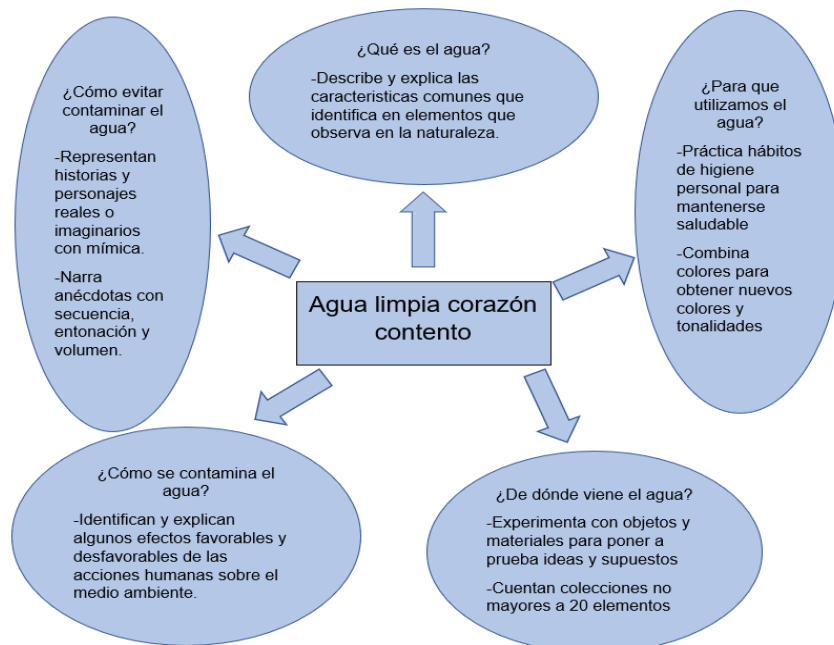 ¿Qué es el agua?
-Describe y explica las
caracteristicas comunes que
identifica en elementos que
observa en la naturaleza.
¿Cómo evitar
contaminar el
agua?
-Representan
historias y
personajes
reales o
imaginarios
con mímica.
-Narra
anécdotas con
secuencia,
entonación y
volumen.
¿Para que
utilizamos el
agua?
-Práctica hábitos
de higiene
personal para
mantenerse
saludable
-Combina
colores para
obtener nuevos
colores y
tonalidades
Agua limpia corazón
contento
¿Cómo se contamina el
agua?
-Identifican y explican
algunos efectos favorables y
desfavorables de las
acciones humanas sobre el
medio ambiente.
¿De dónde viene el agua?
-Experimenta con objetos y
materiales para poner a
prueba ideas y supuestos
-Cuentan colecciones no
mayores a 20 elementos